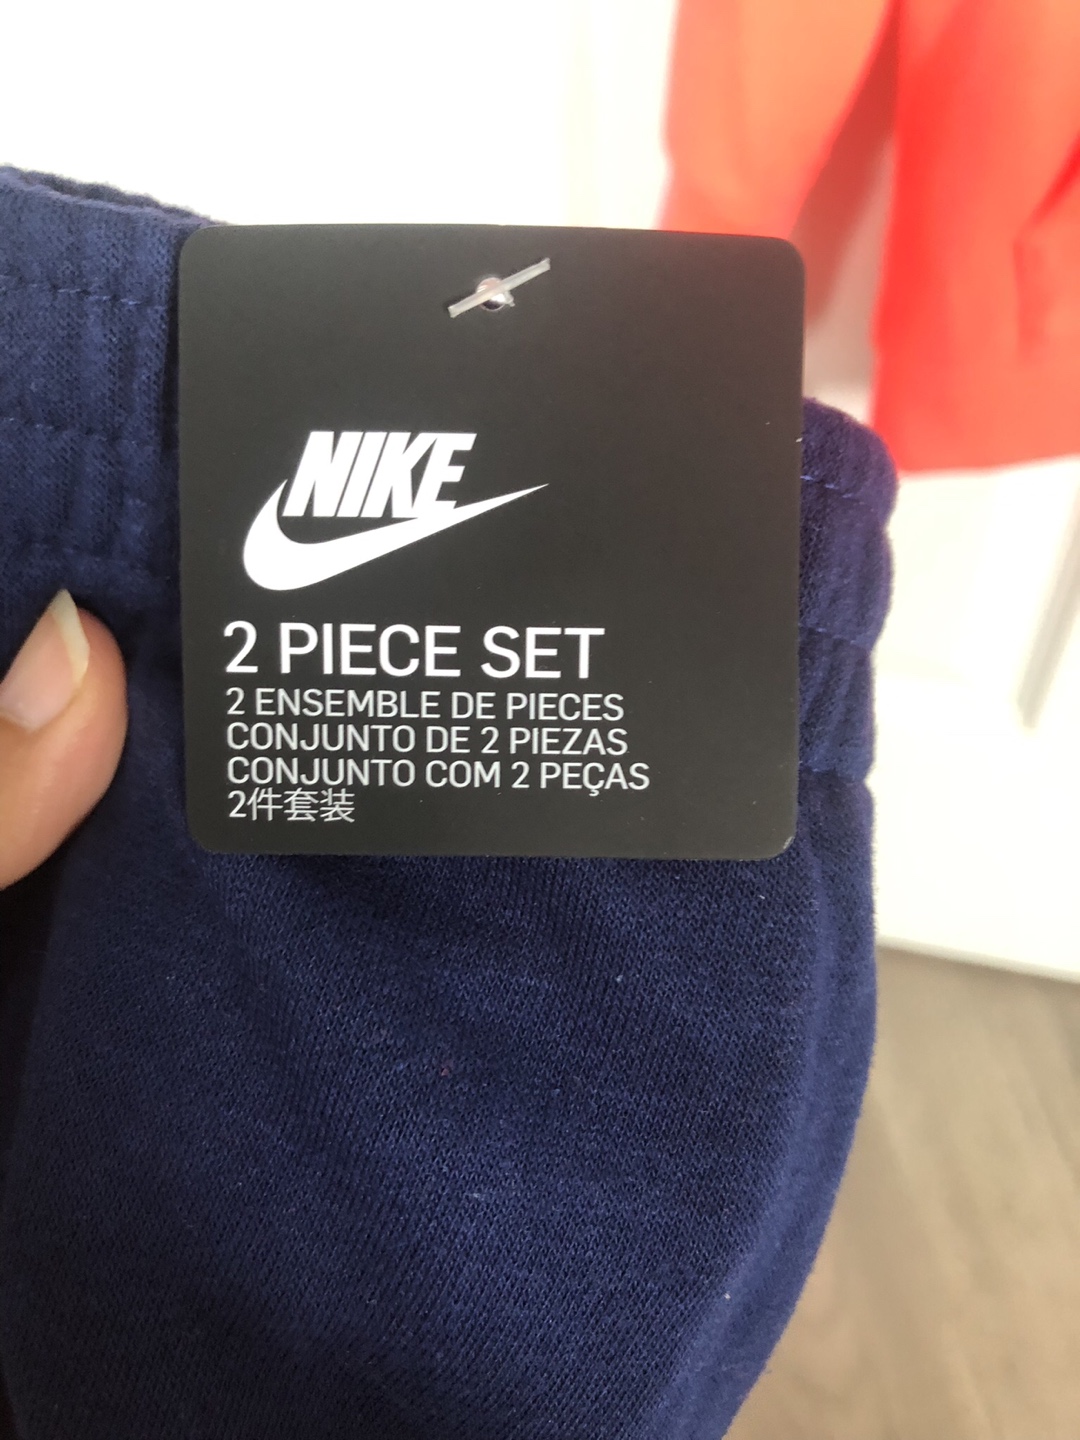 NIKE
2 PIECE SET
2 ENSEMBLE DE PIECES
CONJUNTO DE 2 PIEZAS
CONJUNTO COM 2 PEÇAS
2件套装